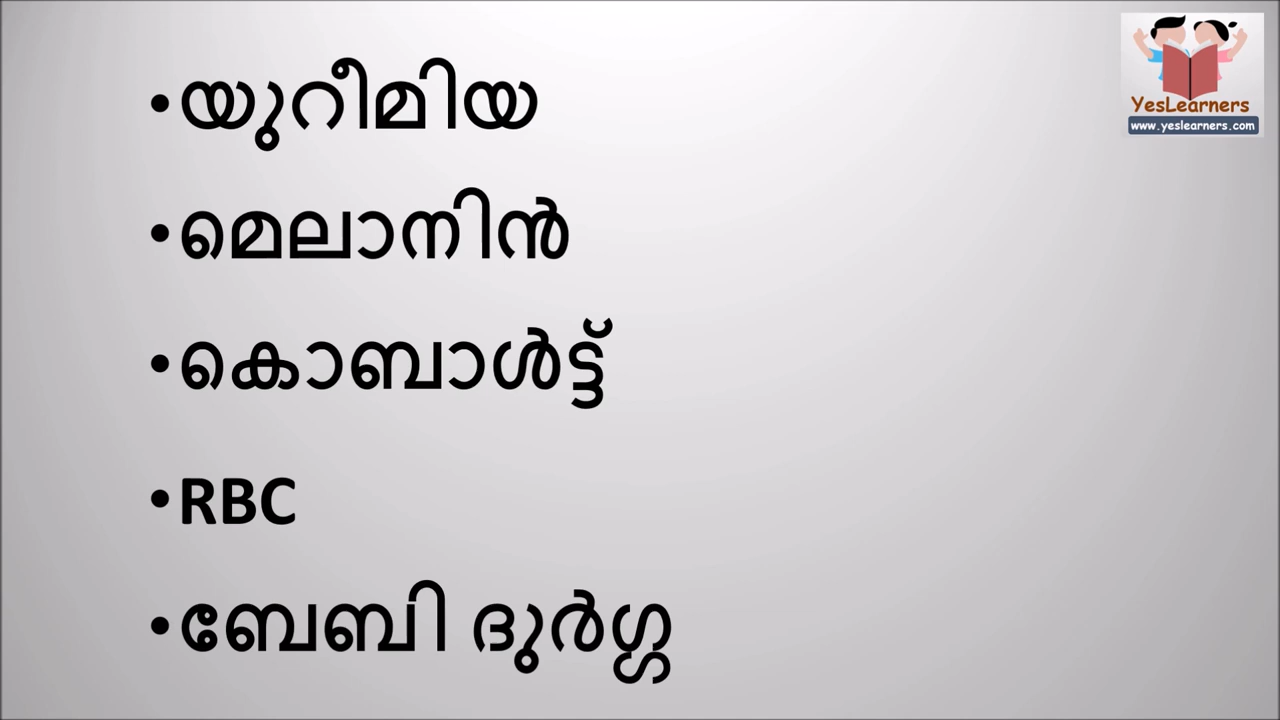 •യുറീമിയ
•മെലാനിൻ
•കൊബാൾട്ട്
•RBC
•ബേബി ദുർഗ്ഗ
YesLearners
www.yeslearners.com